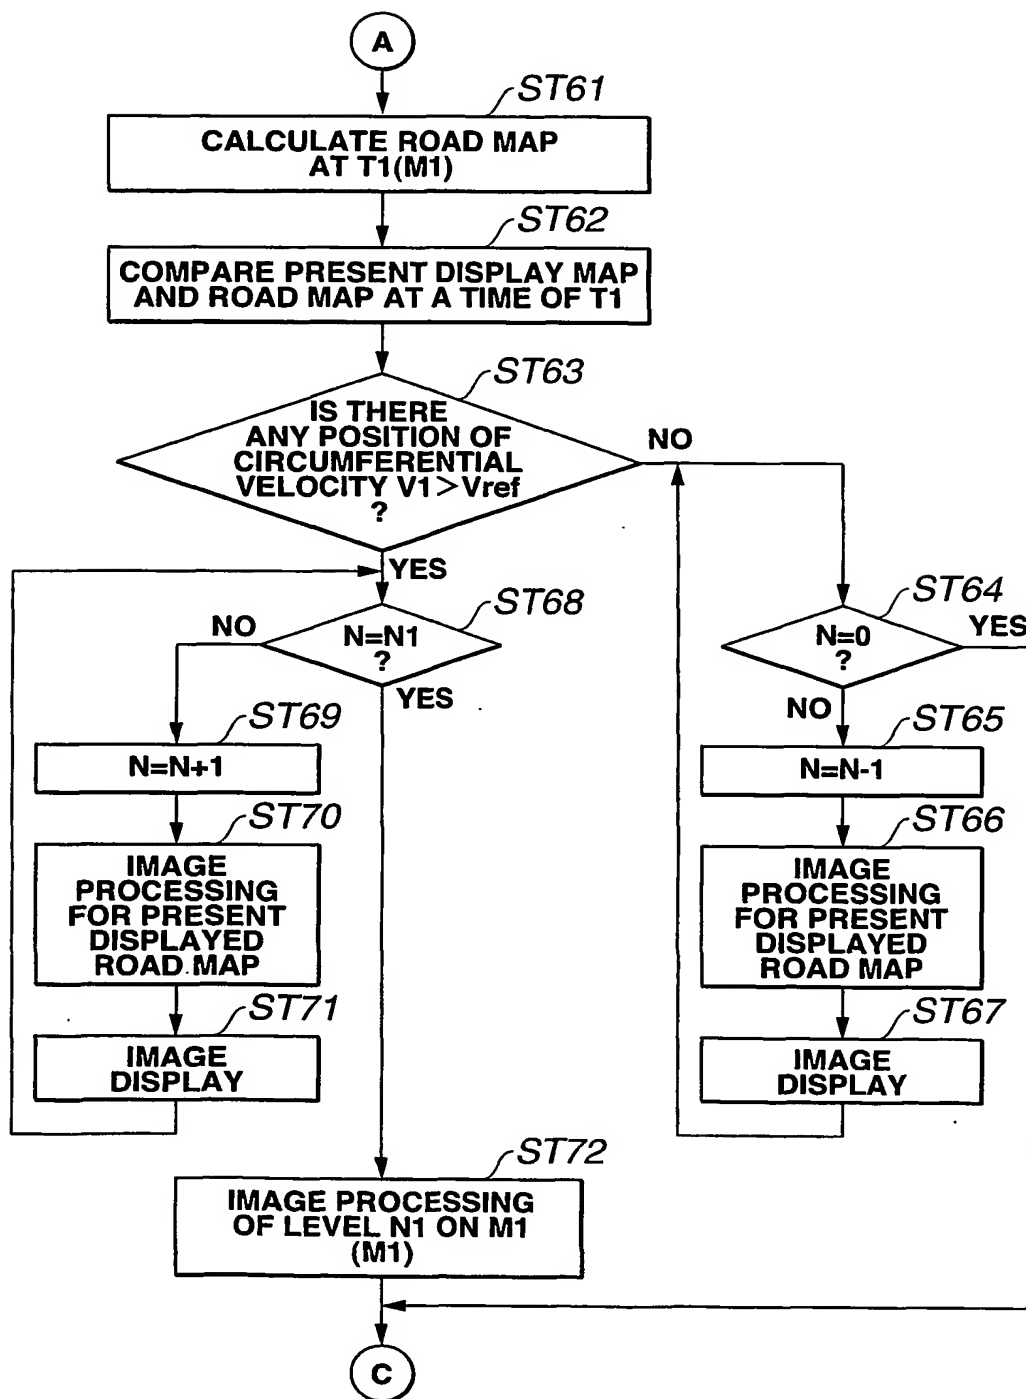 A
ST61
CALCULATE ROAD MAP
AT T1(M1)
ST62
COMPARE PRESENT DISPLAY MAP
AND ROAD MAP AT A TIME OF T1
ST63
IS THERE
ANY POSITION OF
CIRCUMFERENTIAL
VELOCITY V1>Vref
?
NO
YES
ST68
N=N1
?
NO
YES
ST64
N=0
?
YES
NO
ST69
N=N+1
ST70
IMAGE
PROCESSING
FOR PRESENT
DISPLAYED
ROAD MAP
ST71
IMAGE
DISPLAY
ST65
N=N-1
ST66
IMAGE
PROCESSING
FOR PRESENT
DISPLAYED
ROAD MAP
ST67
IMAGE
DISPLAY
ST72
IMAGE PROCESSING
OF LEVEL N1 ON M1
(M1)
C